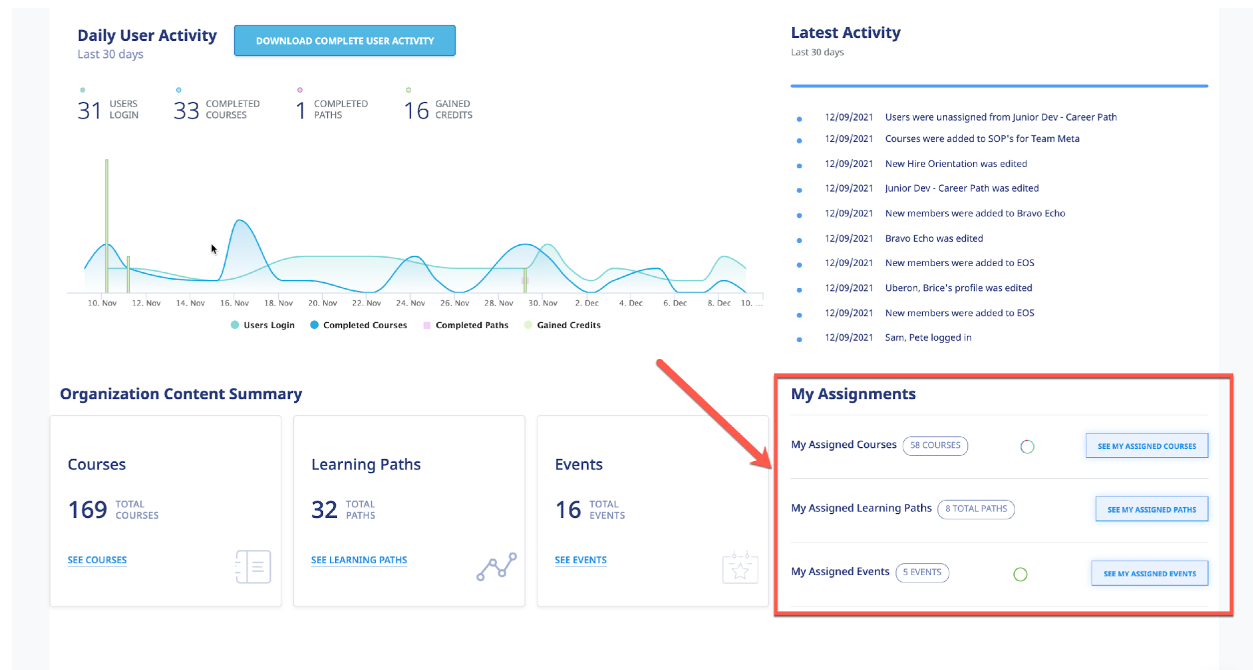 Daily User Activity
Last 30 days
DOWNLOAD COMPLETE USER ACTIVITY
31 USERS LOGIN
33 COMPLETED COURSES
1 COMPLETED PATHS
16 GAINED CREDITS
10. Nov 12. Nov 14. Nov 16. Nov 18. Nov 20. Nov 22. Nov 24. Nov 26. Nov 28. Nov 30. Nov 2. Dec 4. Dec 6. Dec 8. Dec 10. ...
Users Login Completed Courses Completed Paths Gained Credits
Latest Activity
Last 30 days
12/09/2021 Users were unassigned from Junior Dev - Career Path
12/09/2021 Courses were added to SOP's for Team Meta
12/09/2021 New Hire Orientation was edited
12/09/2021 Junior Dev - Career Path was edited
12/09/2021 New members were added to Bravo Echo
12/09/2021 Bravo Echo was edited
12/09/2021 New members were added to EOS
12/09/2021 Uberon, Brice's profile was edited
12/09/2021 New members were added to EOS
12/09/2021 Sam, Pete logged in
Organization Content Summary
Courses
169 TOTAL COURSES
SEE COURSES
Learning Paths
32 TOTAL PATHS
SEE LEARNING PATHS
Events
16 TOTAL EVENTS
SEE EVENTS
My Assignments
My Assigned Courses 58 COURSES SEE MY ASSIGNED COURSES
My Assigned Learning Paths 8 TOTAL PATHS SEE MY ASSIGNED PATHS
My Assigned Events 5 EVENTS SEE MY ASSIGNED EVENTS